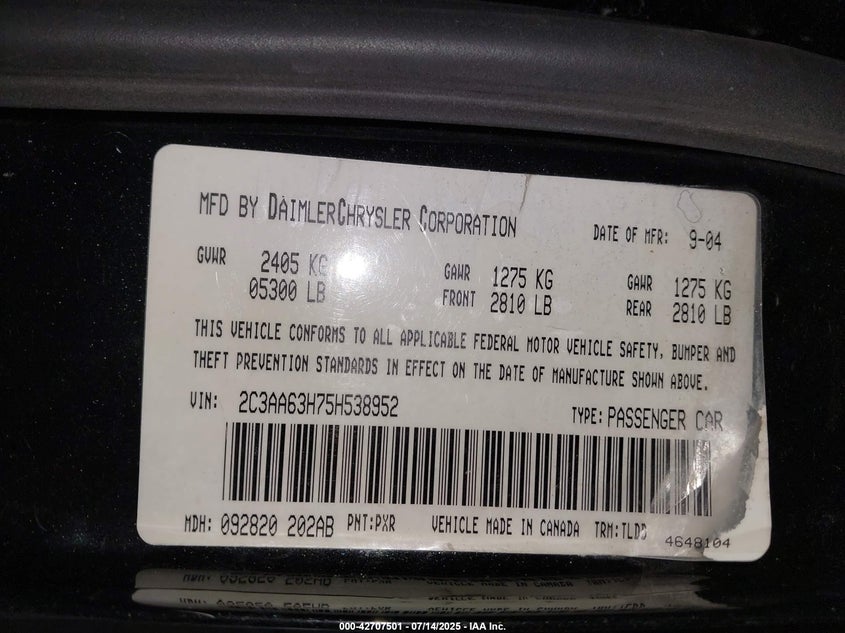 MFD BY DAIMLERCHRYSLER CORPORATION DATE OF MFR: 9-04
GVWR 2405 KG GAWR 1275 KG GAWR 1275 KG
05300 LB FRONT 2810 LB REAR 2810 LB
THIS VEHICLE CONFORMS TO ALL APPLICABLE FEDERAL MOTOR VEHICLE SAFETY, BUMPER AND
THEFT PREVENTION STANDARDS IN EFFECT ON THE DATE OF MANUFACTURE SHOWN ABOVE.
VIN: 2C3AA63H75H538952 TYPE: PASSENGER CAR
MDH: 092820 202AB PNT:PXR VEHICLE MADE IN CANADA TRM:TLDD
4648104
000-42707501 - 07/14/2025 - IAA Inc.